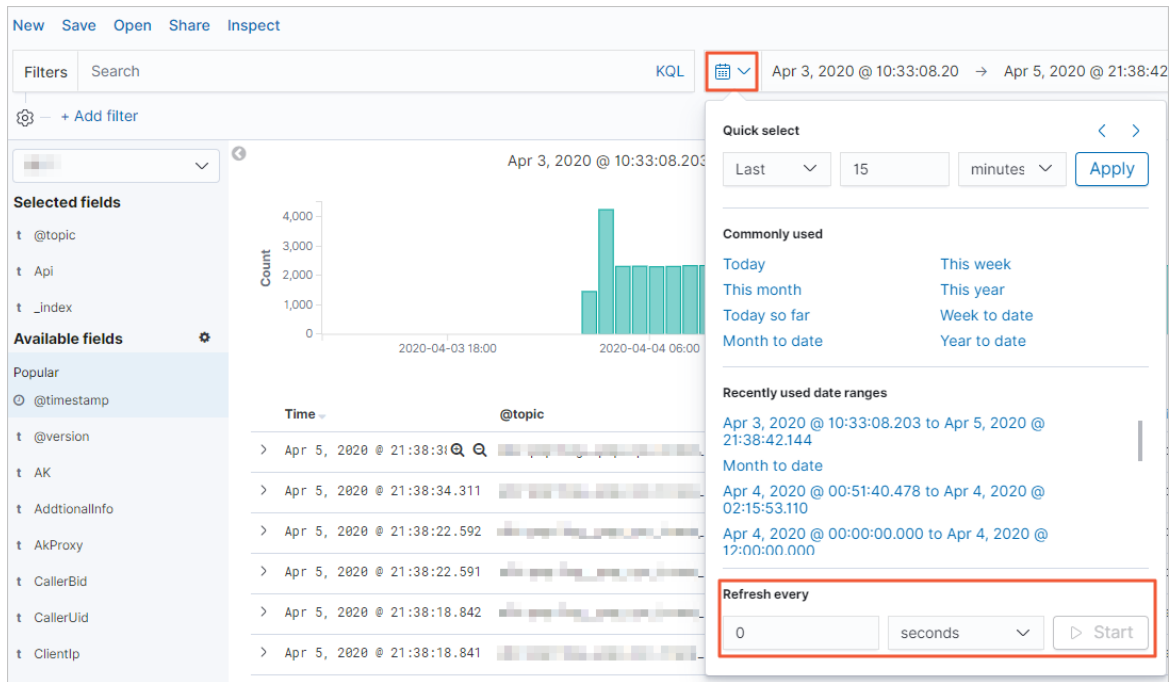 New Save Open Share Inspect
Filters Search KQL Apr 3, 2020 @ 10:33:08.20 → Apr 5, 2020 @ 21:38:42
+ Add filter
Selected fields
t @topic
t Api
t _index
Available fields
Popular
@timestamp
t @version
t AK
t AddtionalInfo
t AkProxy
t CallerBid
t CallerUid
t ClientIp
Apr 3, 2020 @ 10:33:08.203
Count
4,000
3,000
2,000
1,000
0
2020-04-03 18:00 2020-04-04 06:00
Time @topic
> Apr 5, 2020 @ 21:38:3
> Apr 5, 2020 @ 21:38:34.311
> Apr 5, 2020 @ 21:38:22.592
> Apr 5, 2020 @ 21:38:22.591
> Apr 5, 2020 @ 21:38:18.842
> Apr 5, 2020 @ 21:38:18.841
Quick select
Last 15 minutes Apply
Commonly used
Today This week
This month This year
Today so far Week to date
Month to date Year to date
Recently used date ranges
Apr 3, 2020 @ 10:33:08.203 to Apr 5, 2020 @
21:38:42.144
Month to date
Apr 4, 2020 @ 00:51:40.478 to Apr 4, 2020 @
02:15:53.110
Apr 4, 2020 @ 00:00:00.000 to Apr 4, 2020 @
12:00:00.000
Refresh every
0 seconds Start